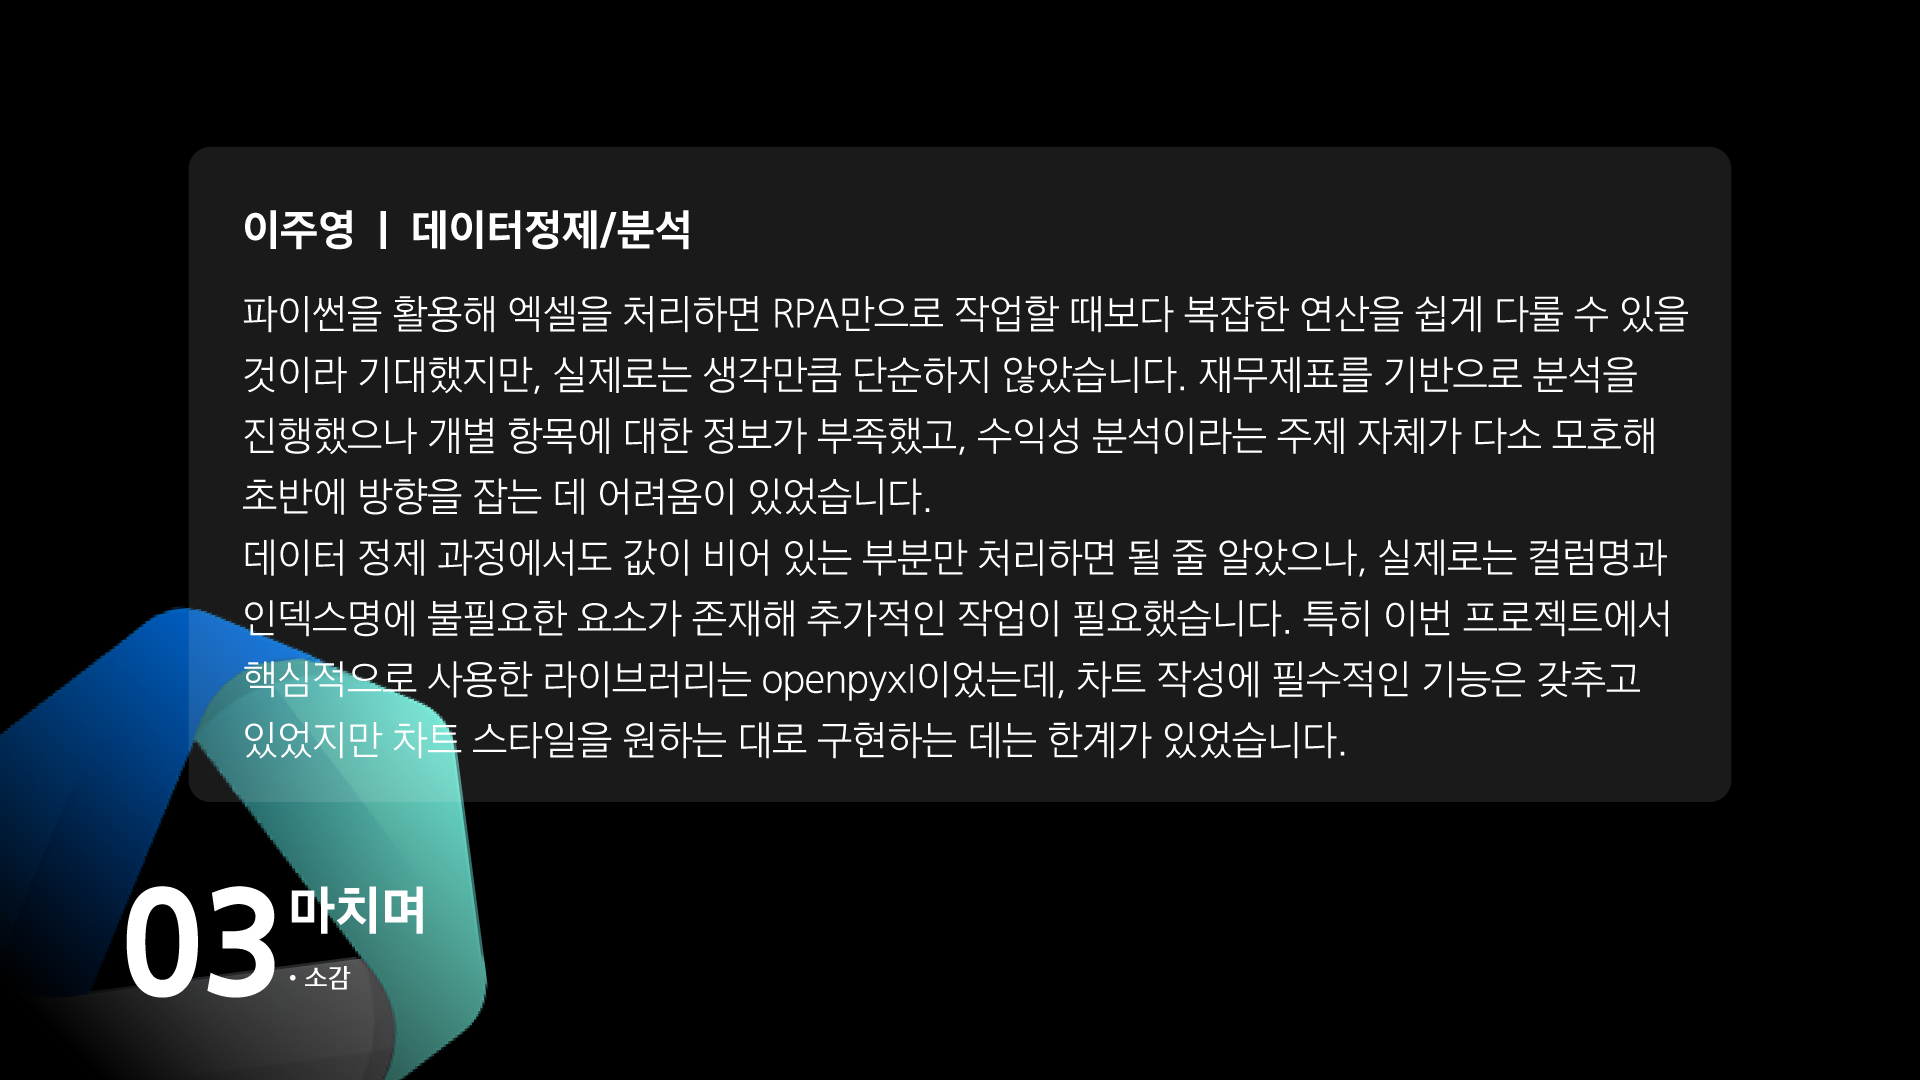 이주영 | 데이터정제/분석
파이썬을 활용해 엑셀을 처리하면 RPA만으로 작업할 때보다 복잡한 연산을 쉽게 다룰 수 있을
것이라 기대했지만, 실제로는 생각만큼 단순하지 않았습니다. 재무제표를 기반으로 분석을
진행했으나 개별 항목에 대한 정보가 부족했고, 수익성 분석이라는 주제 자체가 다소 모호해
초반에 방향을 잡는 데 어려움이 있었습니다.
데이터 정제 과정에서도 값이 비어 있는 부분만 처리하면 될 줄 알았으나, 실제로는 컬럼명과
인덱스명에 불필요한 요소가 존재해 추가적인 작업이 필요했습니다. 특히 이번 프로젝트에서
핵심적으로 사용한 라이브러리는 openpyxl이었는데, 차트 작성에 필수적인 기능은 갖추고
있었지만 차트 스타일을 원하는 대로 구현하는 데는 한계가 있었습니다.
03 마치며
• 소감